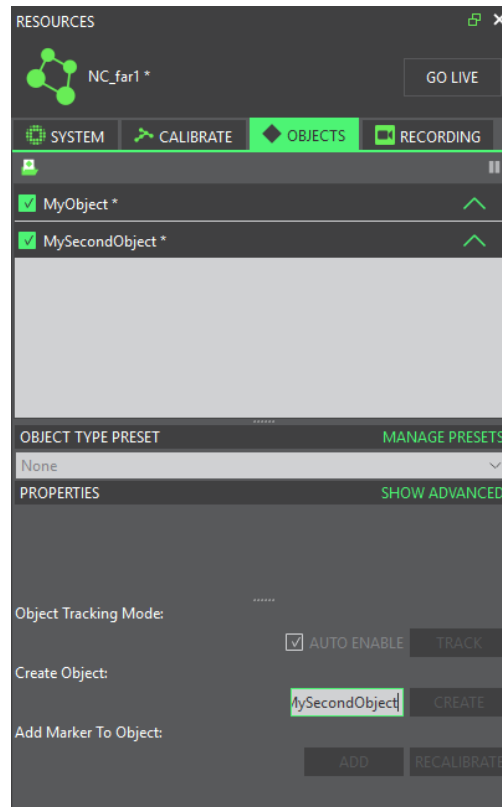 RESOURCES
NC_far1 *
GO LIVE
SYSTEM CALIBRATE OBJECTS RECORDING
MyObject *
MySecondObject *
OBJECT TYPE PRESET MANAGE PRESETS
None
PROPERTIES SHOW ADVANCED
Object Tracking Mode:
AUTO ENABLE TRACK
Create Object:
MySecondObject CREATE
Add Marker To Object:
ADD RECALIBRATE